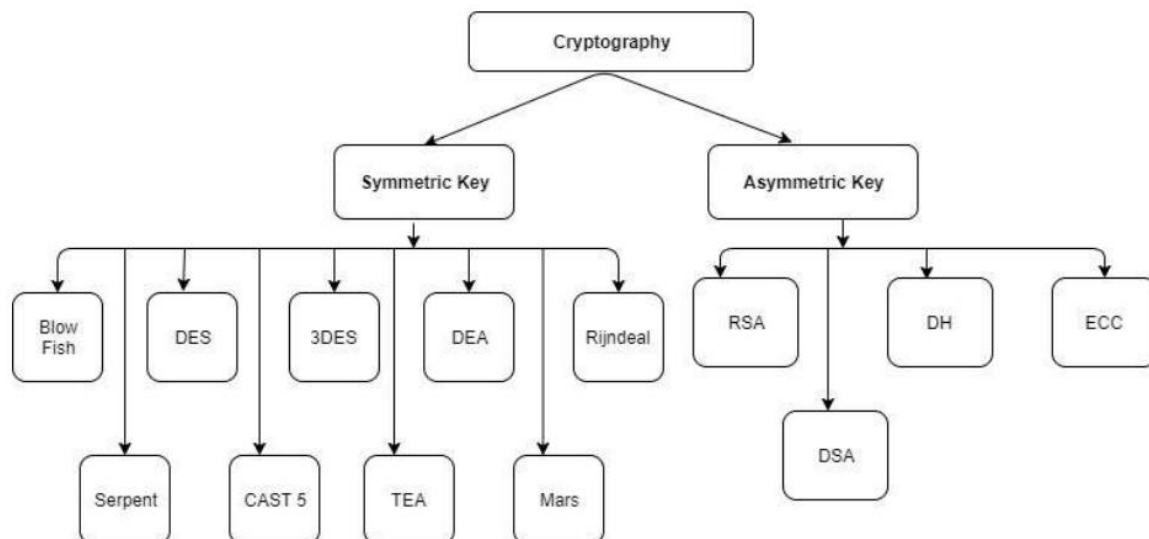 Cryptography
Symmetric Key
Asymmetric Key
Blow
Fish
DES
3DES
DEA
Rijndeal
RSA
DH
ECC
Serpent
CAST 5
TEA
Mars
DSA